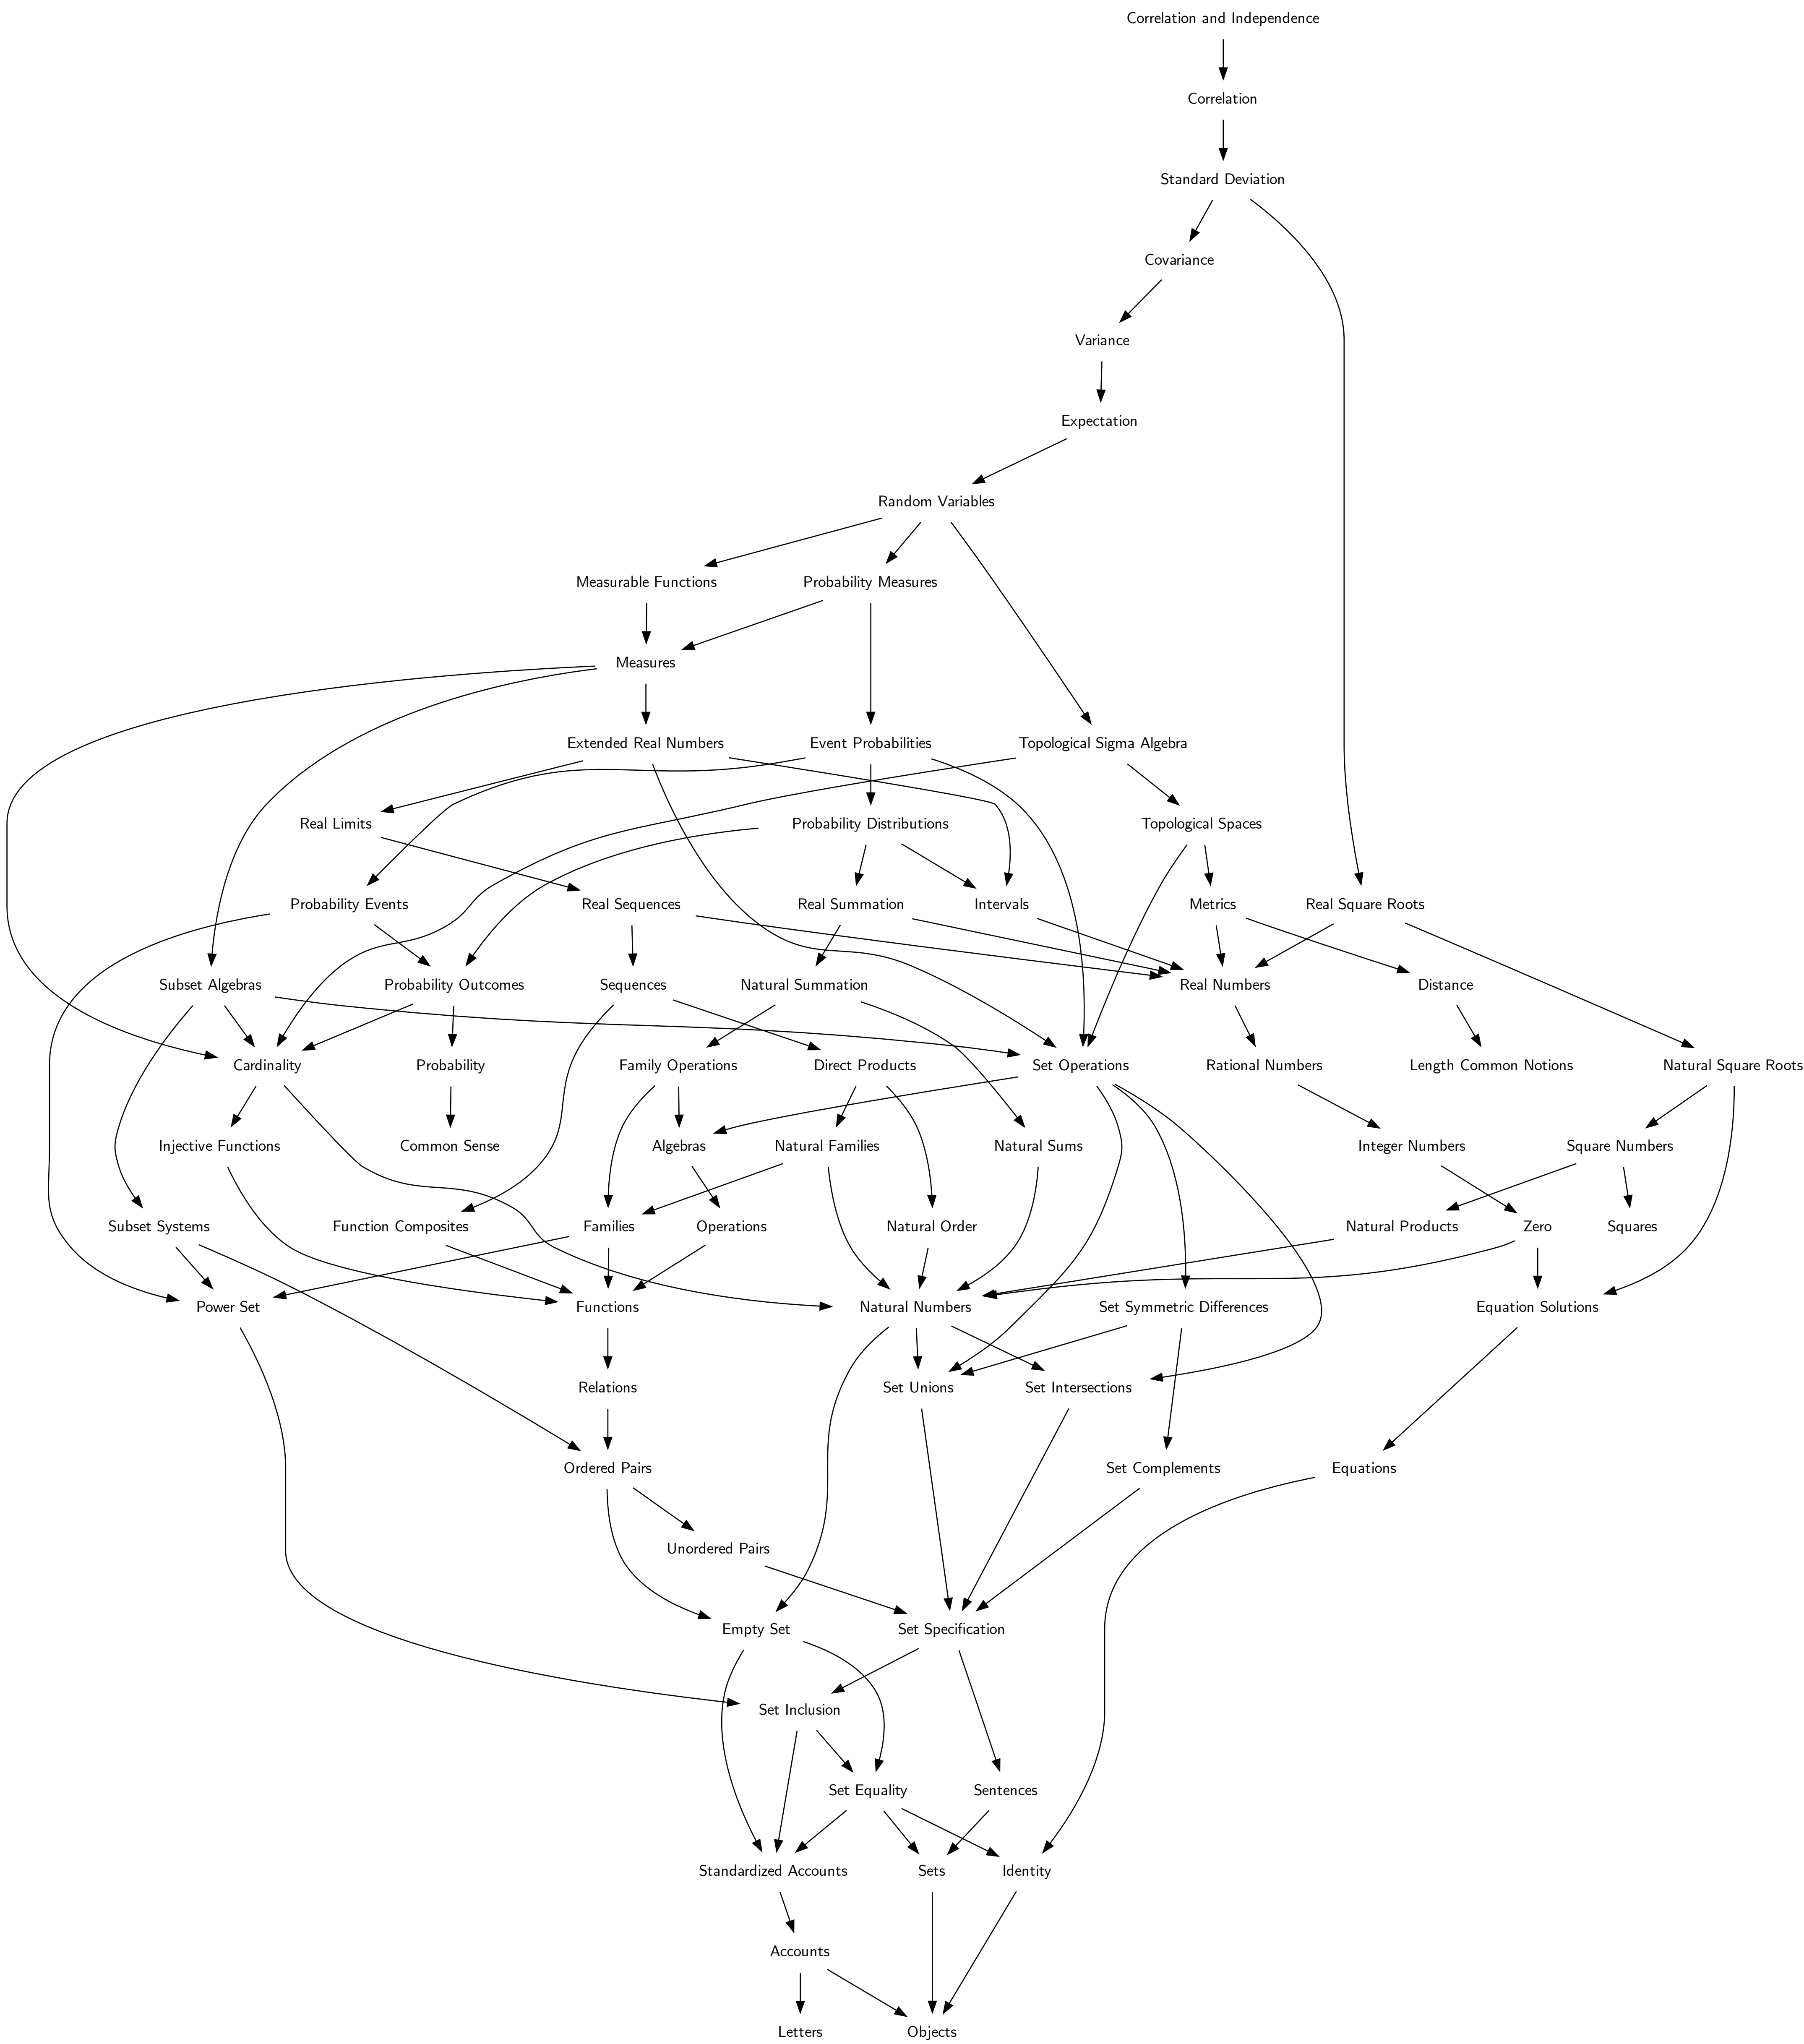 Correlation and Independence
Correlation
Standard Deviation
Covariance
Variance
Expectation
Random Variables
Measurable Functions
Probability Measures
Measures
Extended Real Numbers
Event Probabilities
Topological Sigma Algebra
Real Limits
Probability Distributions
Topological Spaces
Probability Events
Real Sequences
Real Summation
Intervals
Metrics
Real Square Roots
Subset Algebras
Probability Outcomes
Sequences
Natural Summation
Real Numbers
Distance
Cardinality
Probability
Family Operations
Direct Products
Set Operations
Rational Numbers
Length Common Notions
Natural Square Roots
Injective Functions
Common Sense
Algebras
Natural Families
Natural Sums
Integer Numbers
Square Numbers
Subset Systems
Function Composites
Families
Operations
Natural Order
Natural Products
Zero
Squares
Power Set
Functions
Natural Numbers
Set Symmetric Differences
Equation Solutions
Relations
Set Unions
Set Intersections
Ordered Pairs
Set Complements
Equations
Unordered Pairs
Empty Set
Set Specification
Set Inclusion
Set Equality
Sentences
Standardized Accounts
Sets
Identity
Accounts
Letters
Objects